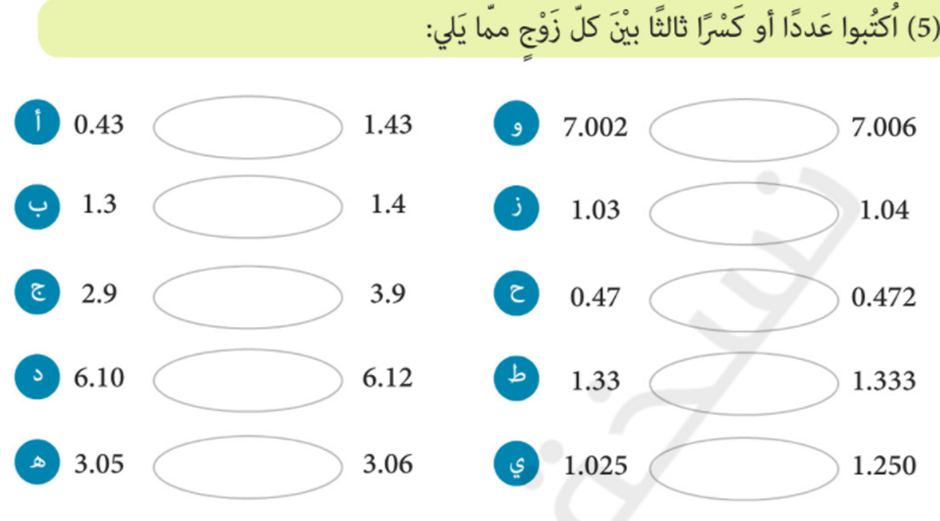 (5) اُكتُبوا عَددًا أو كَسْرًا ثالثًا بيْنَ كلّ زَوْجٍ ممّا يَلي:
أ 0.43 1.43
ب 1.3 1.4
ج 2.9 3.9
د 6.10 6.12
ه 3.05 3.06
و 7.002 7.006
ز 1.03 1.04
ح 0.47 0.472
ط 1.33 1.333
ي 1.025 1.250